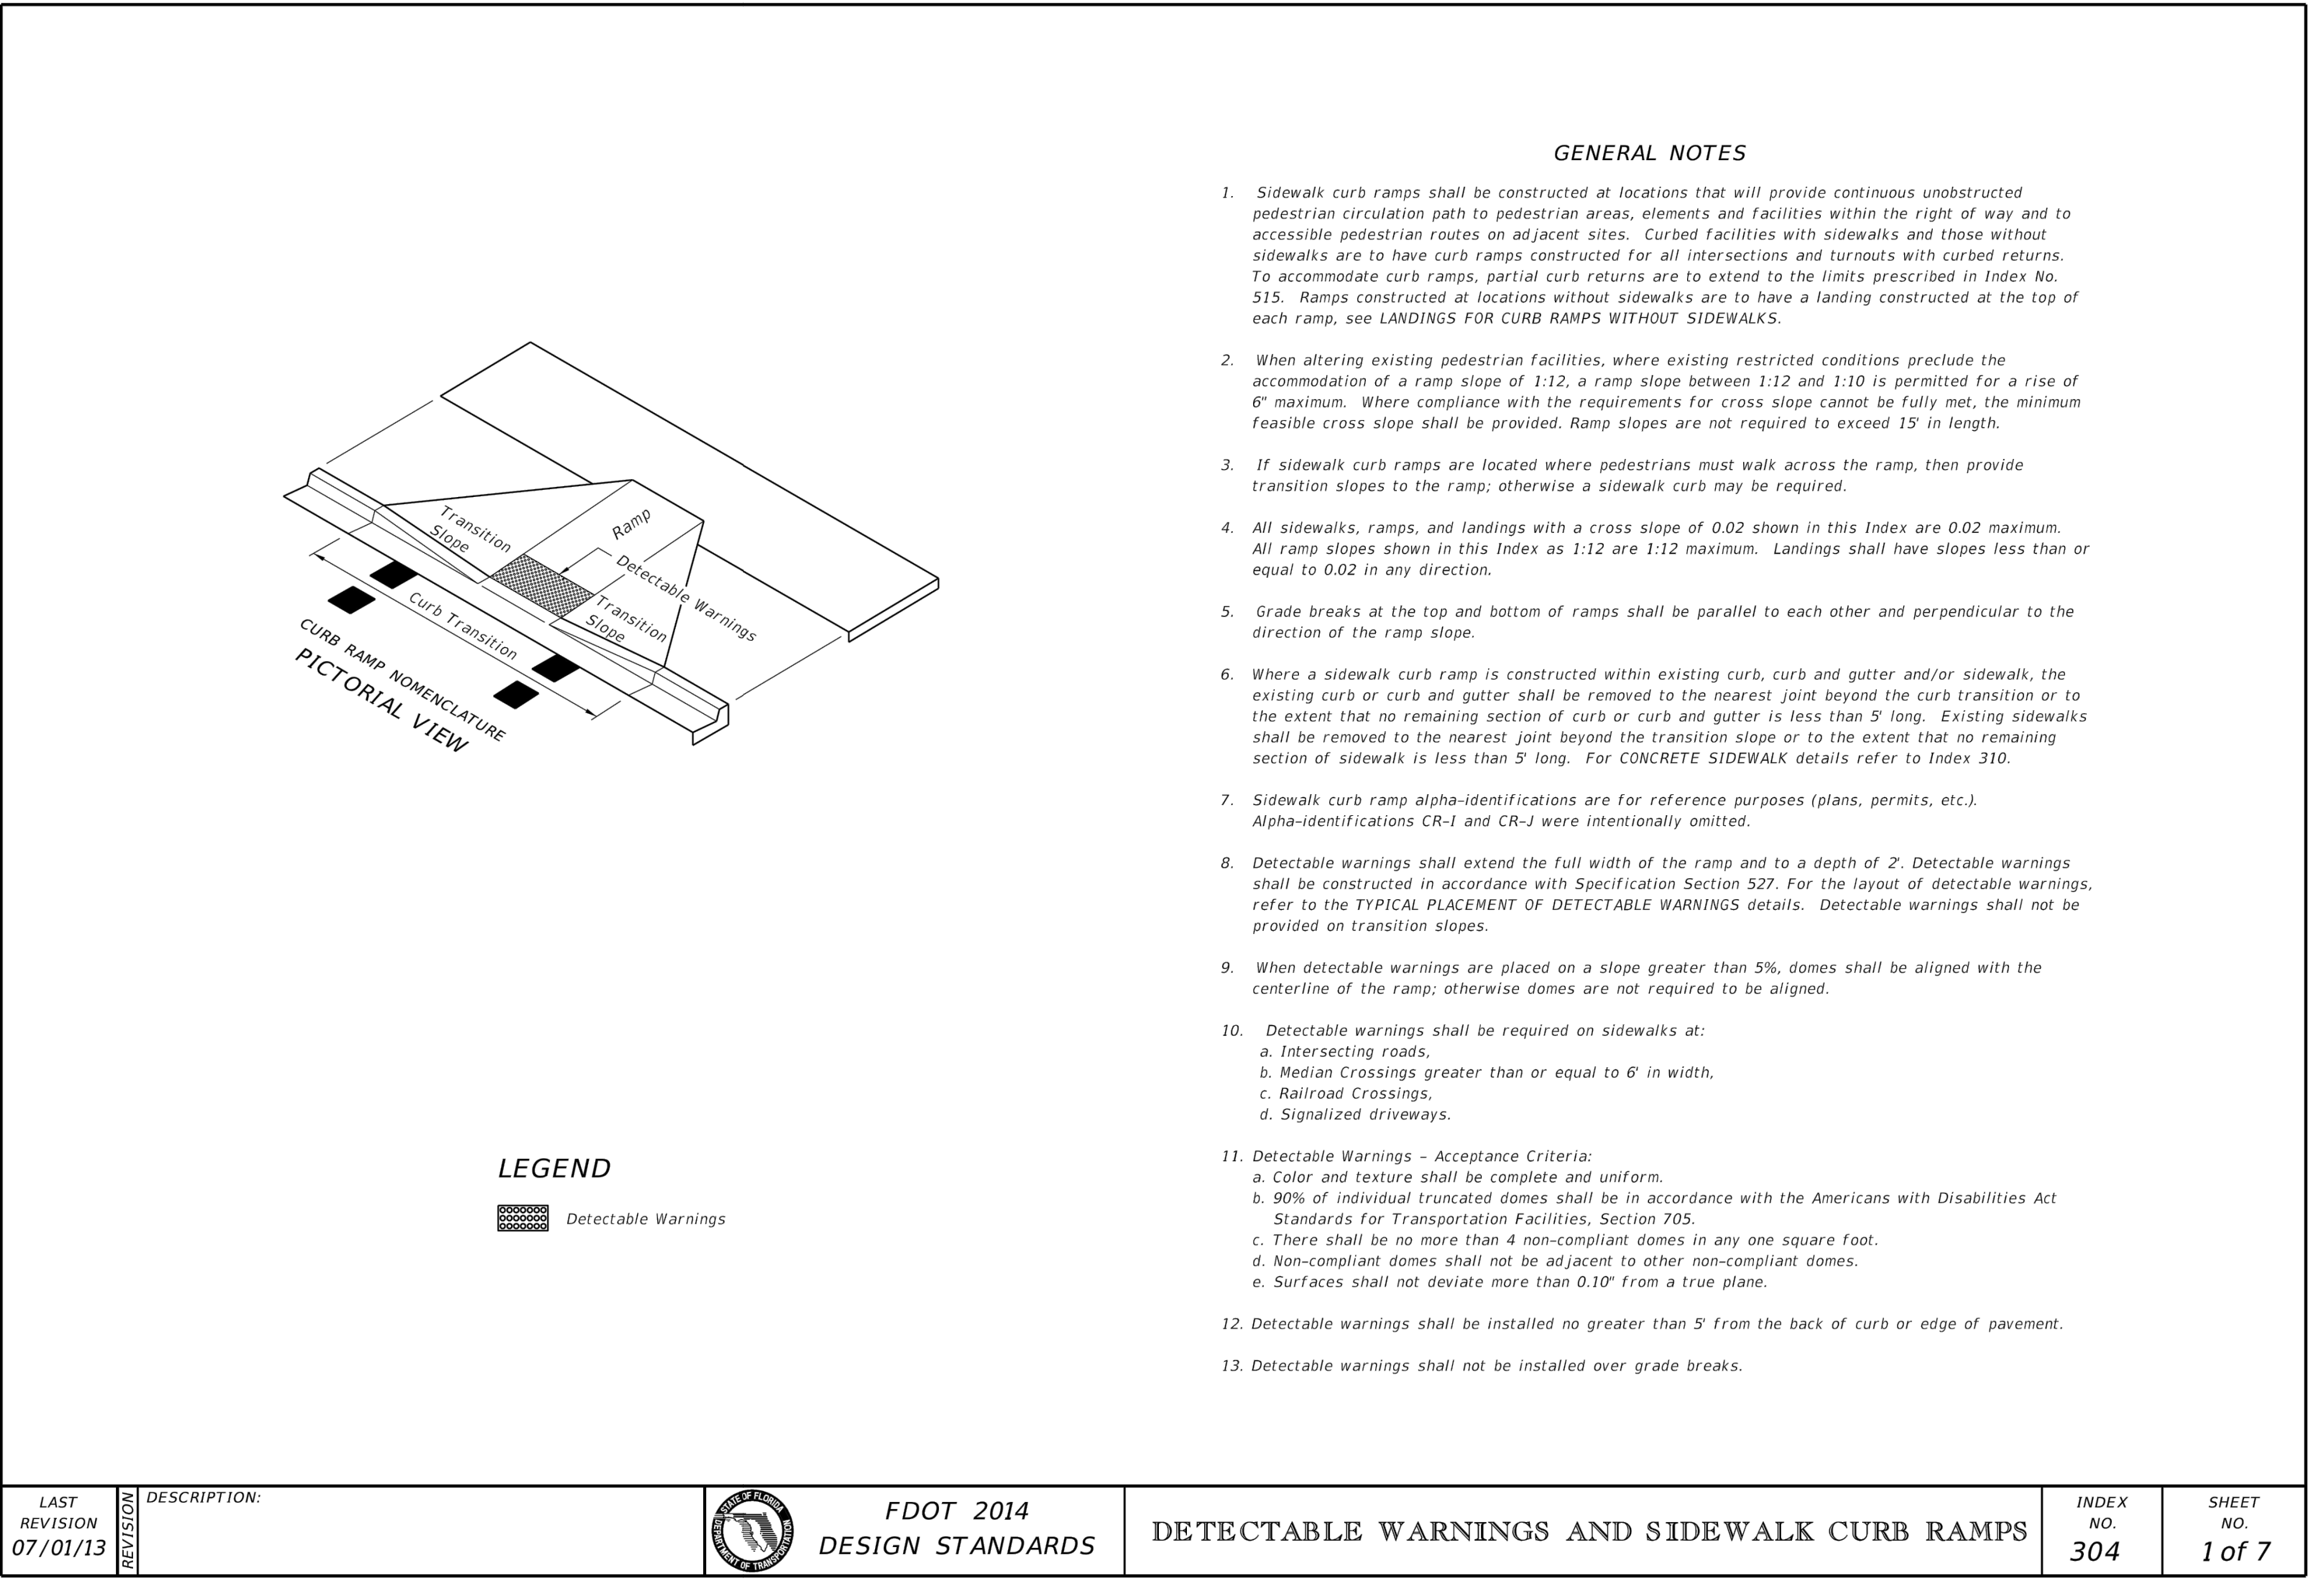 GENERAL NOTES
1. Sidewalk curb ramps shall be constructed at locations that will provide continuous unobstructed
pedestrian circulation path to pedestrian areas, elements and facilities within the right of way and to
accessible pedestrian routes on adjacent sites. Curbed facilities with sidewalks and those without
sidewalks are to have curb ramps constructed for all intersections and turnouts with curbed returns.
To accommodate curb ramps, partial curb returns are to extend to the limits prescribed in Index No.
515. Ramps constructed at locations without sidewalks are to have a landing constructed at the top of
each ramp, see LANDINGS FOR CURB RAMPS WITHOUT SIDEWALKS.
2. When altering existing pedestrian facilities, where existing restricted conditions preclude the
accommodation of a ramp slope of 1:12, a ramp slope between 1:12 and 1:10 is permitted for a rise of
6" maximum. Where compliance with the requirements for cross slope cannot be fully met, the minimum
feasible cross slope shall be provided. Ramp slopes are not required to exceed 15' in length.
3. If sidewalk curb ramps are located where pedestrians must walk across the ramp, then provide
transition slopes to the ramp; otherwise a sidewalk curb may be required.
4. All sidewalks, ramps, and landings with a cross slope of 0.02 shown in this Index are 0.02 maximum.
All ramp slopes shown in this Index as 1:12 are 1:12 maximum. Landings shall have slopes less than or
equal to 0.02 in any direction.
5. Grade breaks at the top and bottom of ramps shall be parallel to each other and perpendicular to the
direction of the ramp slope.
6. Where a sidewalk curb ramp is constructed within existing curb, curb and gutter and/or sidewalk, the
existing curb or curb and gutter shall be removed to the nearest joint beyond the curb transition or to
the extent that no remaining section of curb or curb and gutter is less than 5' long. Existing sidewalks
shall be removed to the nearest joint beyond the transition slope or to the extent that no remaining
section of sidewalk is less than 5' long. For CONCRETE SIDEWALK details refer to Index 310.
7. Sidewalk curb ramp alpha-identifications are for reference purposes (plans, permits, etc.).
Alpha-identifications CR-I and CR-J were intentionally omitted.
8. Detectable warnings shall extend the full width of the ramp and to a depth of 2'. Detectable warnings
shall be constructed in accordance with Specification Section 527. For the layout of detectable warnings,
refer to the TYPICAL PLACEMENT OF DETECTABLE WARNINGS details. Detectable warnings shall not be
provided on transition slopes.
9. When detectable warnings are placed on a slope greater than 5%, domes shall be aligned with the
centerline of the ramp; otherwise domes are not required to be aligned.
10. Detectable warnings shall be required on sidewalks at:
a. Intersecting roads,
b. Median Crossings greater than or equal to 6' in width,
c. Railroad Crossings,
d. Signalized driveways.
11. Detectable Warnings - Acceptance Criteria:
a. Color and texture shall be complete and uniform.
b. 90% of individual truncated domes shall be in accordance with the Americans with Disabilities Act
Standards for Transportation Facilities, Section 705.
c. There shall be no more than 4 non-compliant domes in any one square foot.
d. Non-compliant domes shall not be adjacent to other non-compliant domes.
e. Surfaces shall not deviate more than 0.10" from a true plane.
12. Detectable warnings shall be installed no greater than 5' from the back of curb or edge of pavement.
13. Detectable warnings shall not be installed over grade breaks.
Transition
Slope
Ramp
Detectable Warnings
Transition
Slope
Curb Transition
CURB RAMP NOMENCLATURE
PICTORIAL VIEW
LEGEND
Detectable Warnings
LAST
REVISION
07/01/13
REVISION
DESCRIPTION:
STATE OF FLORIDA
DEPARTMENT OF TRANSPORTATION
FDOT 2014
DESIGN STANDARDS
DETECTABLE WARNINGS AND SIDEWALK CURB RAMPS
INDEX
NO.
304
SHEET
NO.
1 of 7